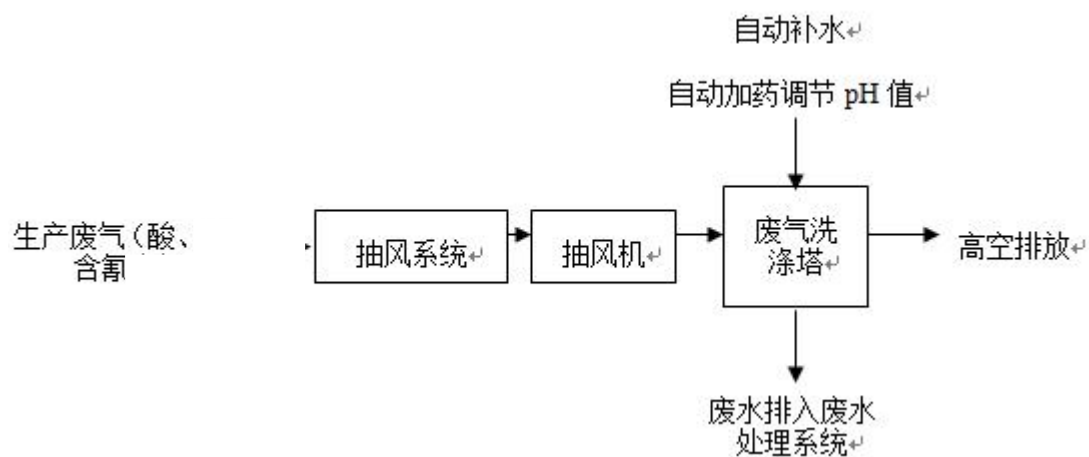 自动补水
自动加药调节 pH 值
生产废气（酸、
含氰
抽风系统
抽风机
废气洗
涤塔
高空排放
废水排入废水
处理系统